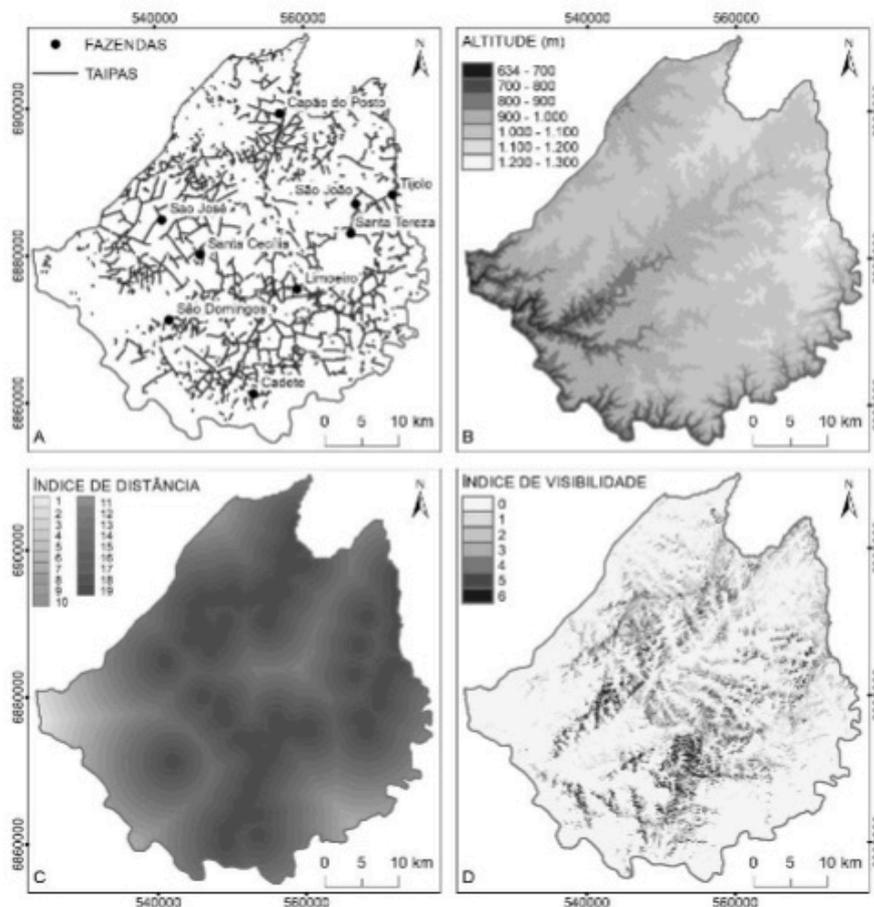 540000 560000
FAZENDAS
TAIPAS
N
Capão do Posto
São João
Tijolo
São José
Santa Tereza
Santa Cecília
Limoeiro
São Domingos
Cadete
6900000
6880000
6860000
0 5 10 km
A
540000 560000
ALTITUDE (m)
N
634 - 700
700 - 800
800 - 900
900 - 1.000
1.000 - 1.100
1.100 - 1.200
1.200 - 1.300
0 5 10 km
B
ÍNDICE DE DISTÂNCIA
N
1 11
2 12
3 13
4 14
5 15
6 16
7 17
8 18
9 19
10
6900000
6880000
6860000
0 5 10 km
C
540000 560000
ÍNDICE DE VISIBILIDADE
N
0
1
2
3
4
5
6
0 5 10 km
D
540000 560000